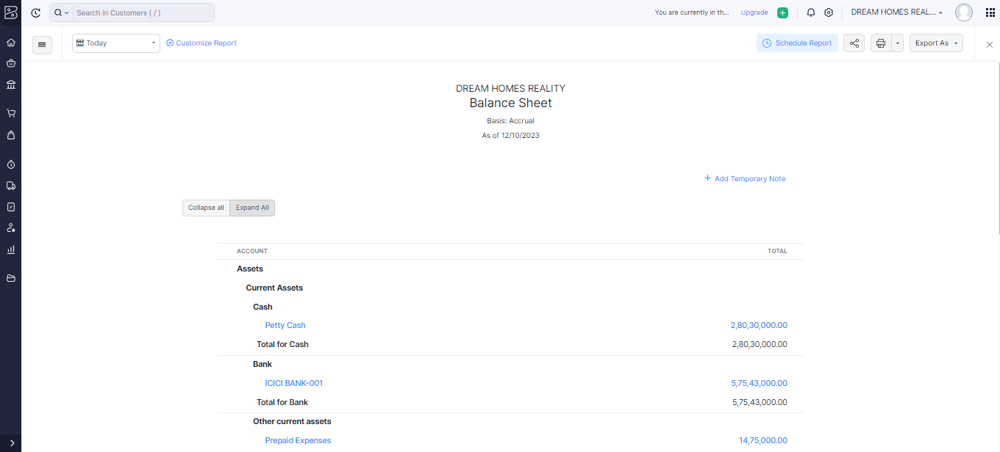 Search in Customers ( / )
You are currently in th...
Upgrade
DREAM HOMES REAL...
Today
Customize Report
Schedule Report
Export As
DREAM HOMES REALITY
Balance Sheet
Basis: Accrual
As of 12/10/2023
Add Temporary Note
Collapse all
Expand All
ACCOUNT TOTAL
Assets
Current Assets
Cash
Petty Cash 2,80,30,000.00
Total for Cash 2,80,30,000.00
Bank
ICICI BANK-001 5,75,43,000.00
Total for Bank 5,75,43,000.00
Other current assets
Prepaid Expenses 14,75,000.00